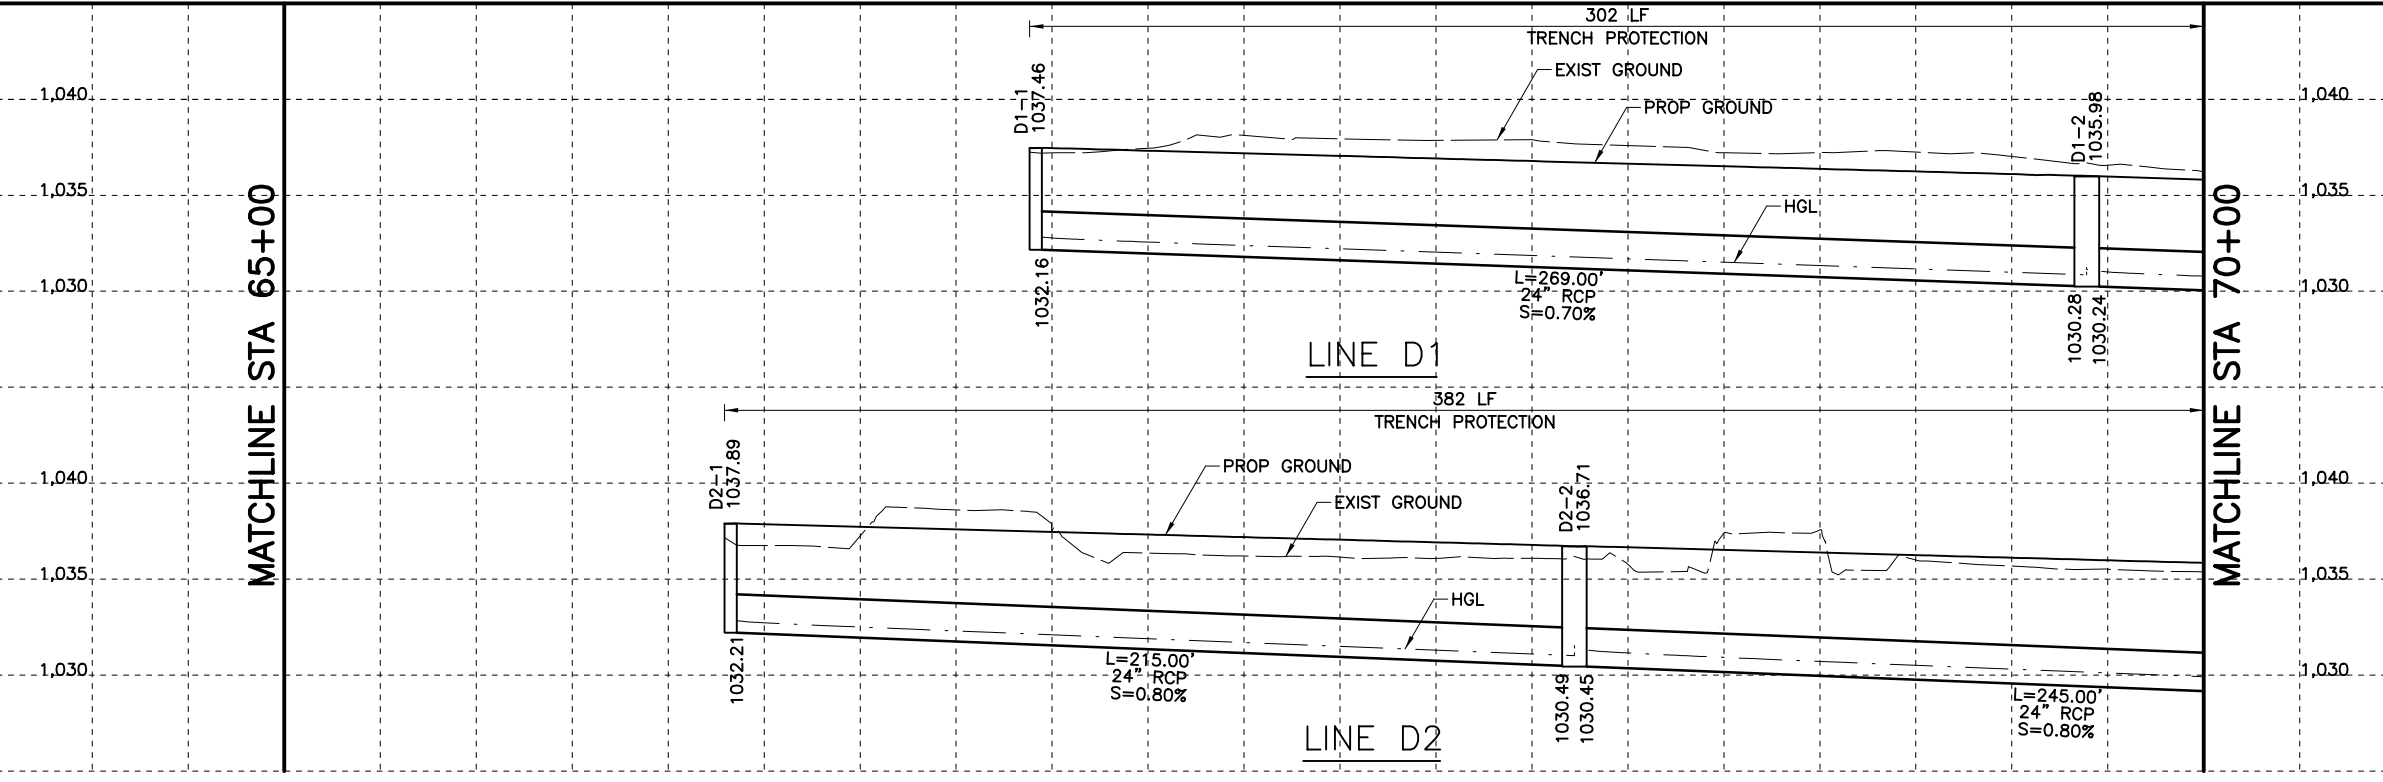 302 LF
TRENCH PROTECTION
EXIST GROUND
PROP GROUND
1,040
1,040
D1-1
1037.46
D1-2
1035.98
1,035
1,035
HGL
1,030
1,030
1032.16
L=269.00'
24" RCP
S=0.70%
1030.28
1030.24
LINE D1
MATCHLINE STA 65+00
MATCHLINE STA 70+00
382 LF
TRENCH PROTECTION
PROP GROUND
EXIST GROUND
1,040
1,040
D2-1
1037.89
D2-2
1036.71
1,035
1,035
HGL
1,030
1,030
1032.21
L=215.00'
24" RCP
S=0.80%
1030.49
1030.45
L=245.00'
24" RCP
S=0.80%
LINE D2